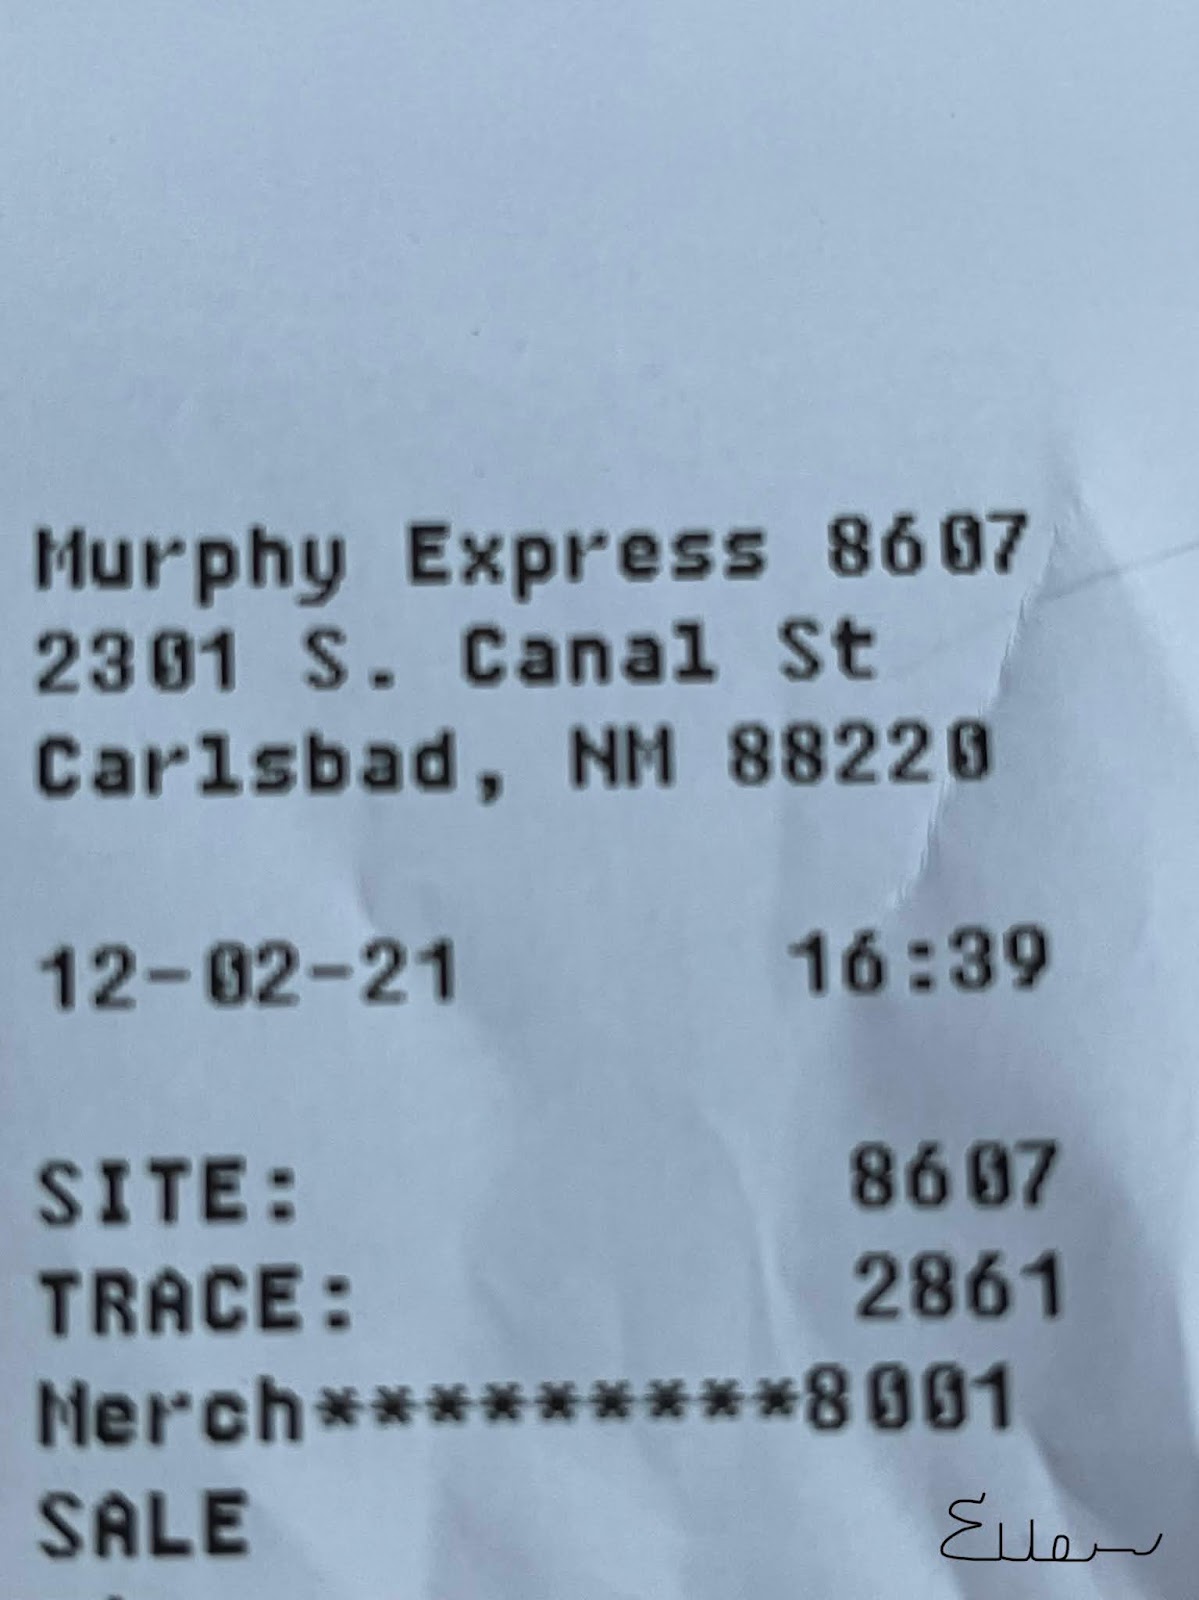 Murphy Express 8607
2301 S. Canal St
Carlsbad, NM 88220
12-02-21 16:39
SITE: 8607
TRACE: 2861
Merch**********8001
SALE
Ellen